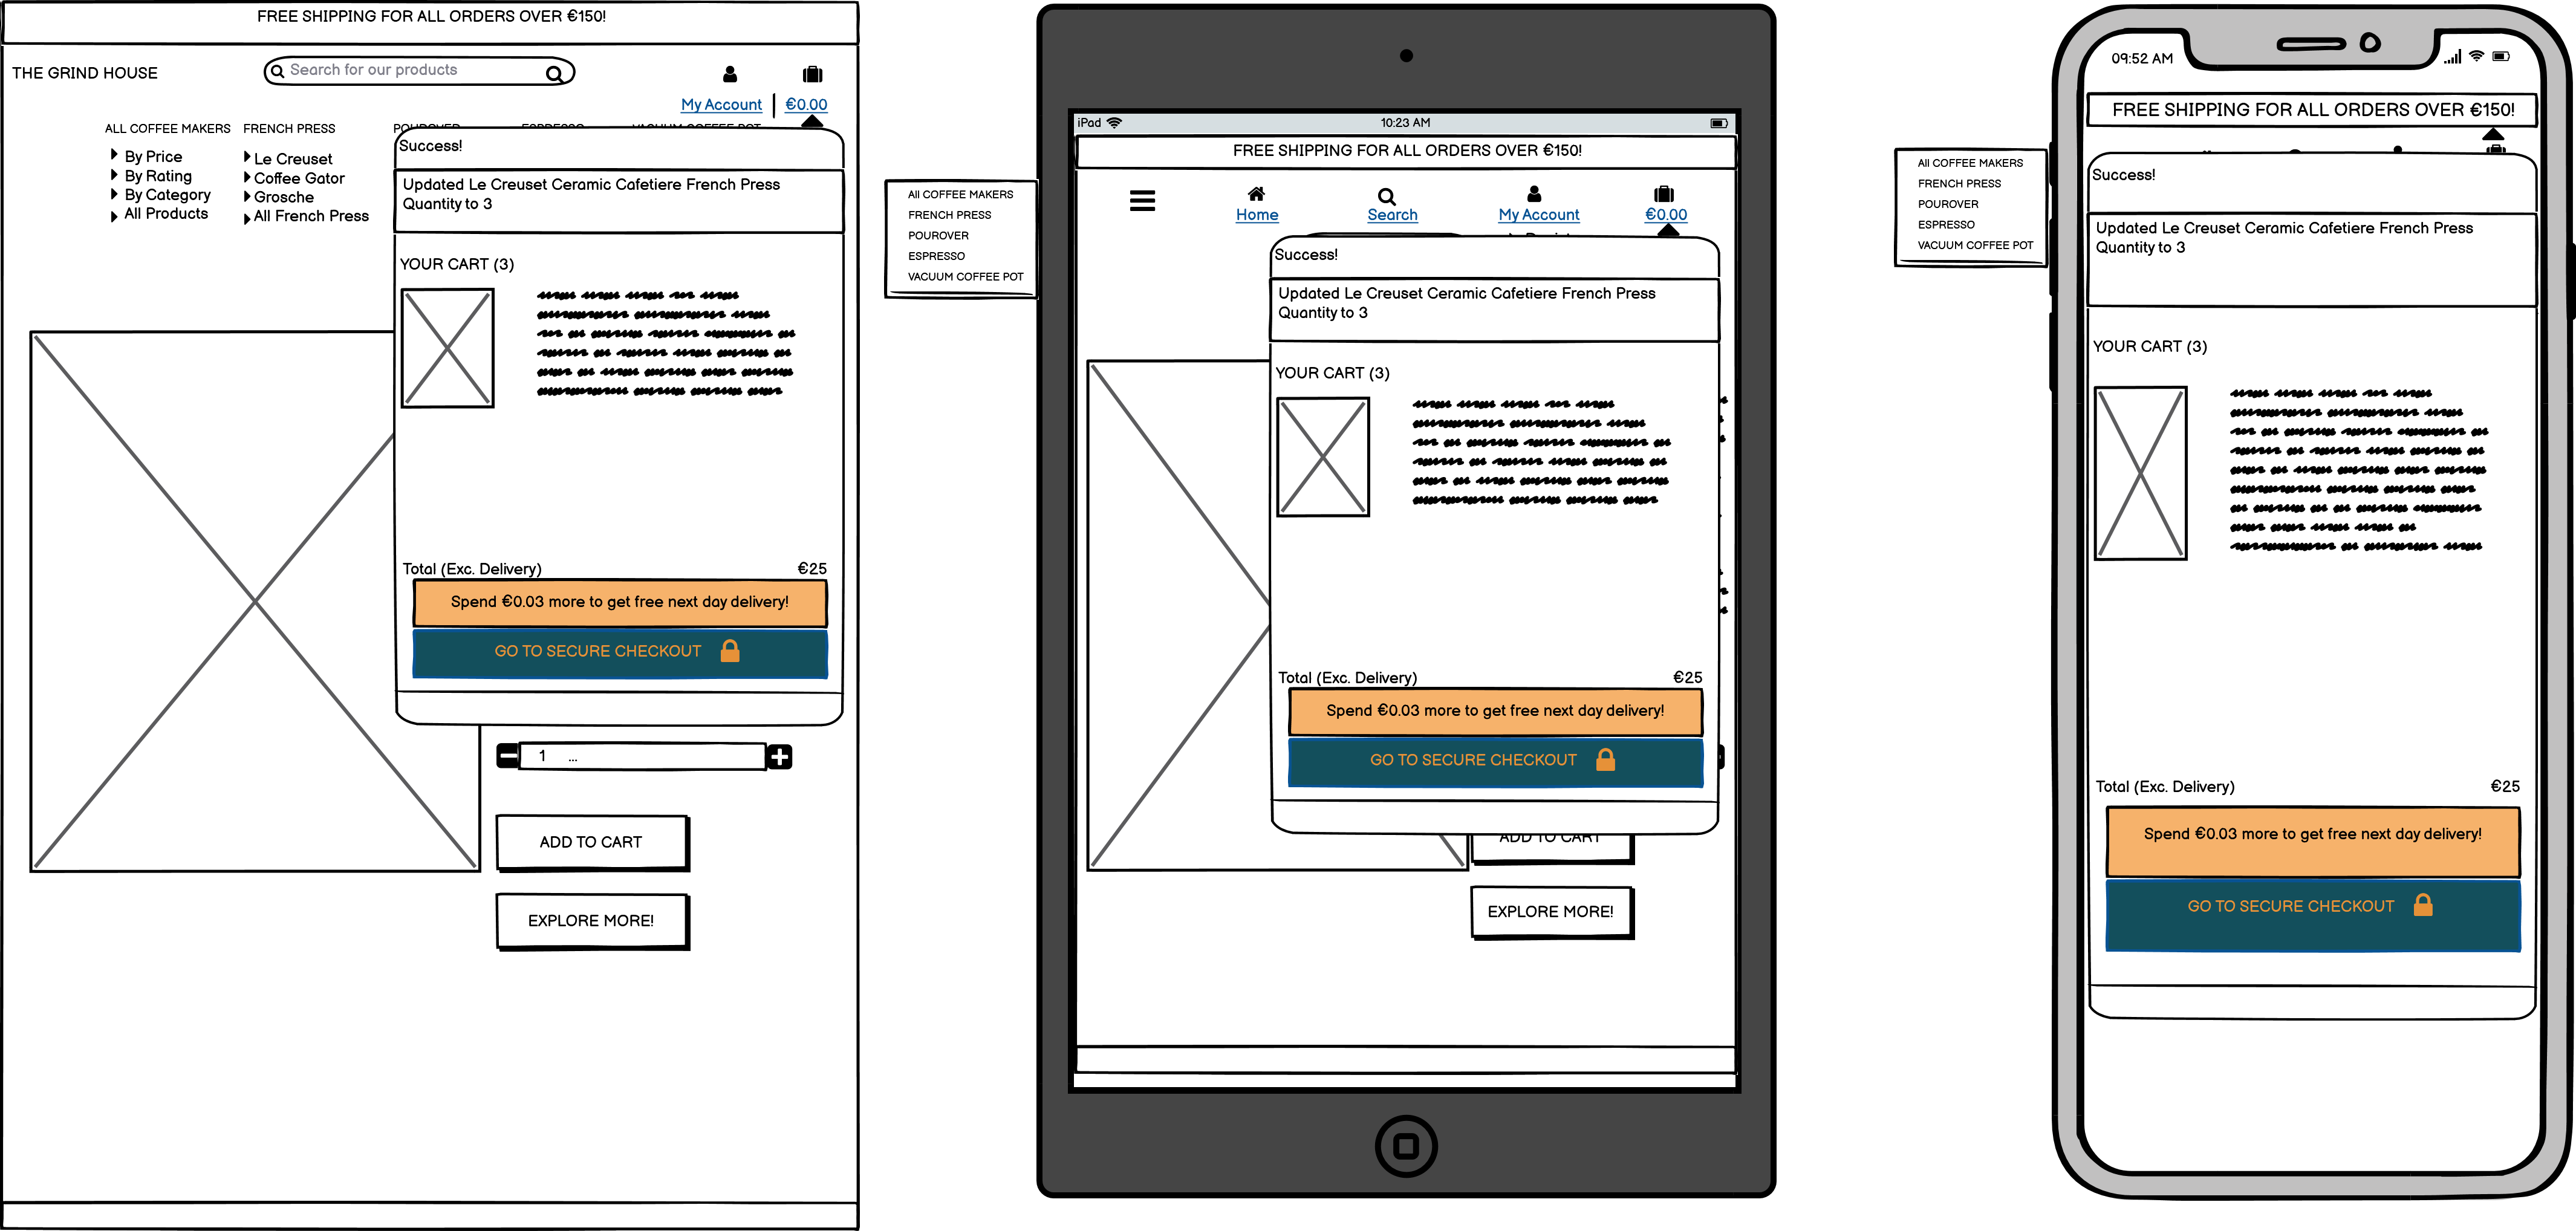 FREE SHIPPING FOR ALL ORDERS OVER €150!
THE GRIND HOUSE
Search for our products
My Account
€0.00
ALL COFFEE MAKERS
FRENCH PRESS
POUROVER
ESPRESSO
VACUUM COFFEE POT
By Price
By Rating
By Category
All Products
Le Creuset
Coffee Gator
Grosche
All French Press
Success!
Updated Le Creuset Ceramic Cafetiere French Press
Quantity to 3
YOUR CART (3)
Total (Exc. Delivery)
€25
Spend €0.03 more to get free next day delivery!
GO TO SECURE CHECKOUT
1 ...
ADD TO CART
EXPLORE MORE!
All COFFEE MAKERS
FRENCH PRESS
POUROVER
ESPRESSO
VACUUM COFFEE POT
iPad
10:23 AM
FREE SHIPPING FOR ALL ORDERS OVER €150!
Home
Search
My Account
€0.00
Success!
Updated Le Creuset Ceramic Cafetiere French Press
Quantity to 3
YOUR CART (3)
Total (Exc. Delivery)
€25
Spend €0.03 more to get free next day delivery!
GO TO SECURE CHECKOUT
ADD TO CART
EXPLORE MORE!
All COFFEE MAKERS
FRENCH PRESS
POUROVER
ESPRESSO
VACUUM COFFEE POT
09:52 AM
FREE SHIPPING FOR ALL ORDERS OVER €150!
Success!
Updated Le Creuset Ceramic Cafetiere French Press
Quantity to 3
YOUR CART (3)
Total (Exc. Delivery)
€25
Spend €0.03 more to get free next day delivery!
GO TO SECURE CHECKOUT